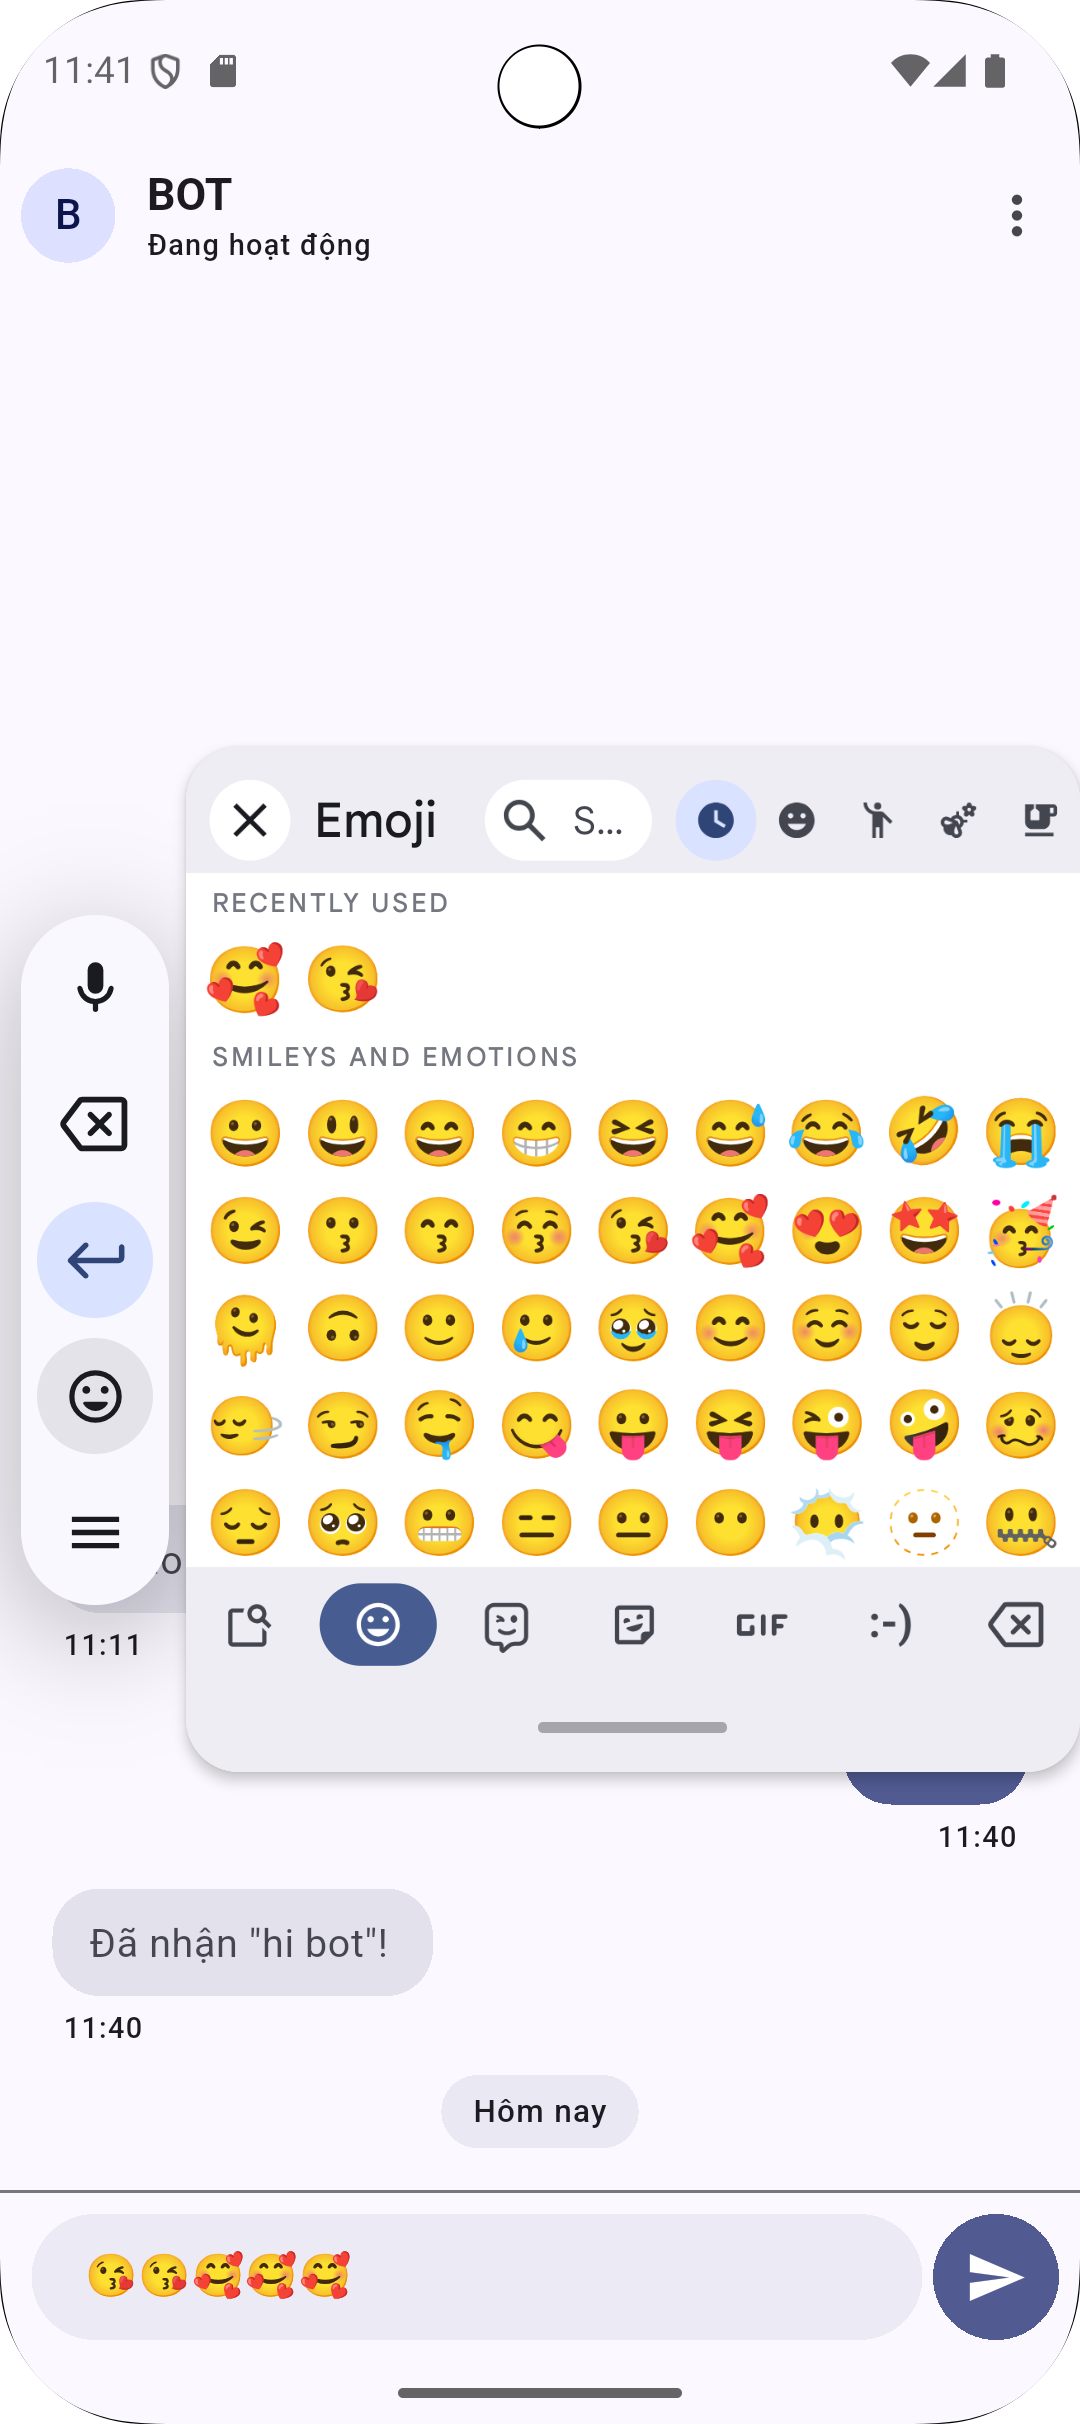 11:41
B
BOT
Đang hoạt động
Emoji
S...
RECENTLY USED
SMILEYS AND EMOTIONS
GIF
:-)
11:11
11:40
Đã nhận "hi bot"!
11:40
Hôm nay
😘😘🥰🥰🥰